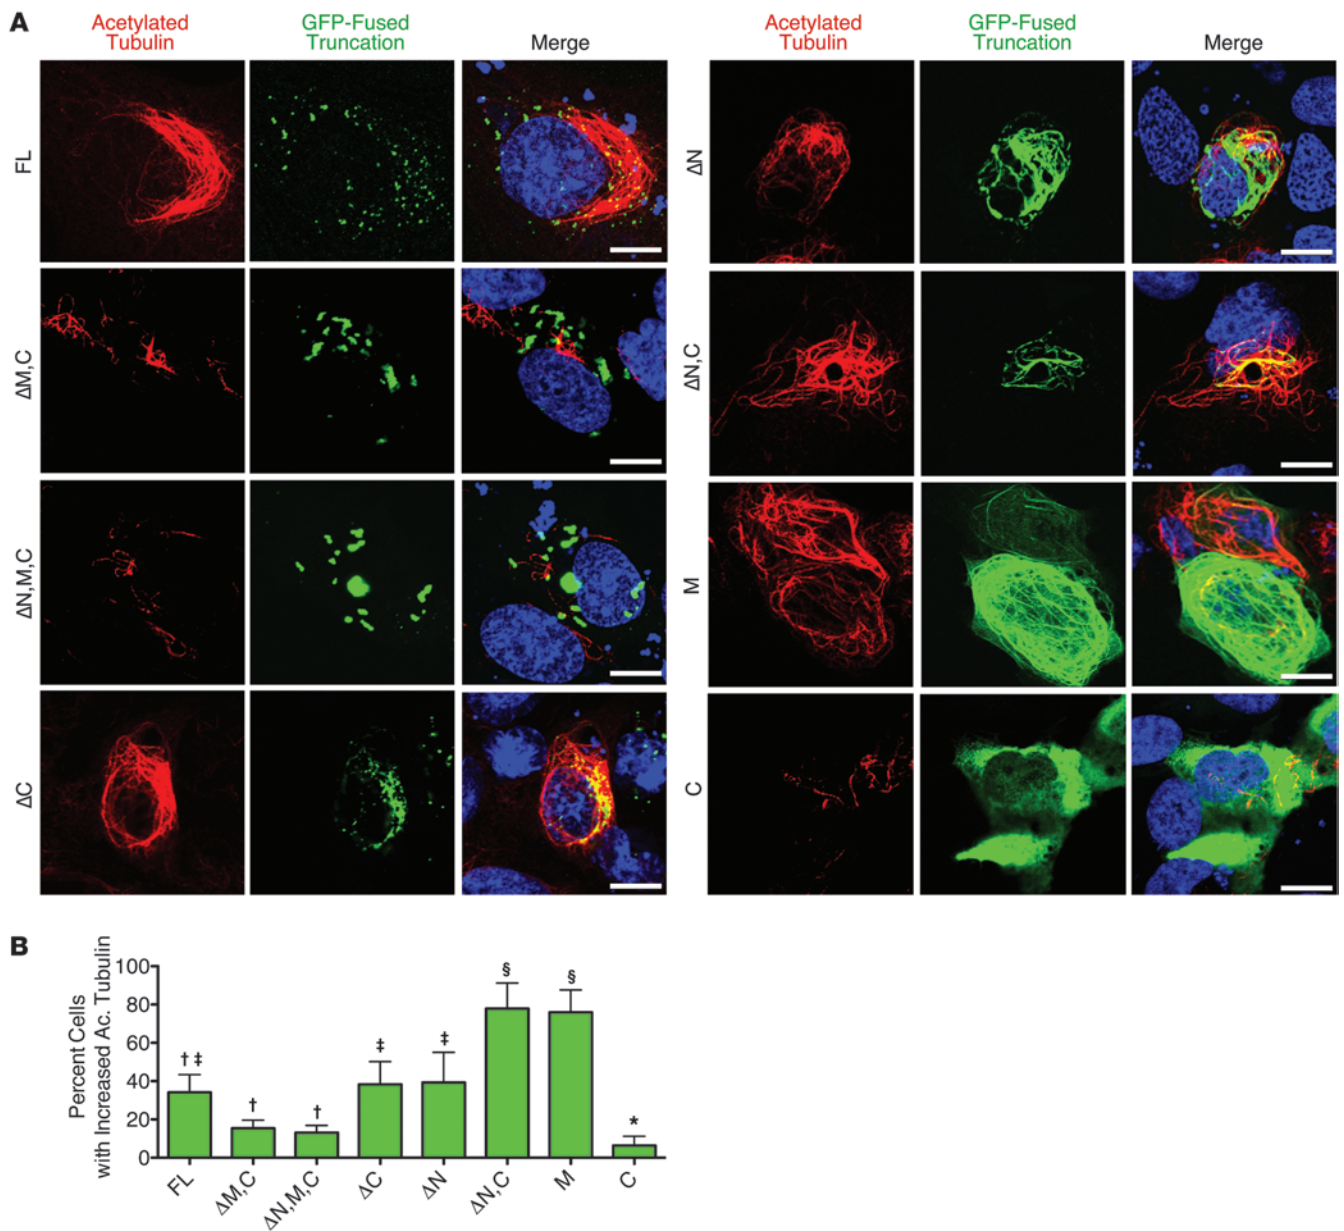 A
Acetylated
Tubulin
GFP-Fused
Truncation
Merge
Acetylated
Tubulin
GFP-Fused
Truncation
Merge
FL
ΔN
ΔM,C
ΔN,C
ΔN,M,C
M
ΔC
C
B
Percent Cells
with Increased Ac. Tubulin
100
80
60
40
20
0
† ‡
†
†
‡
‡
§
§
*
FL
ΔM,C
ΔN,M,C
ΔC
ΔN
ΔN,C
M
C